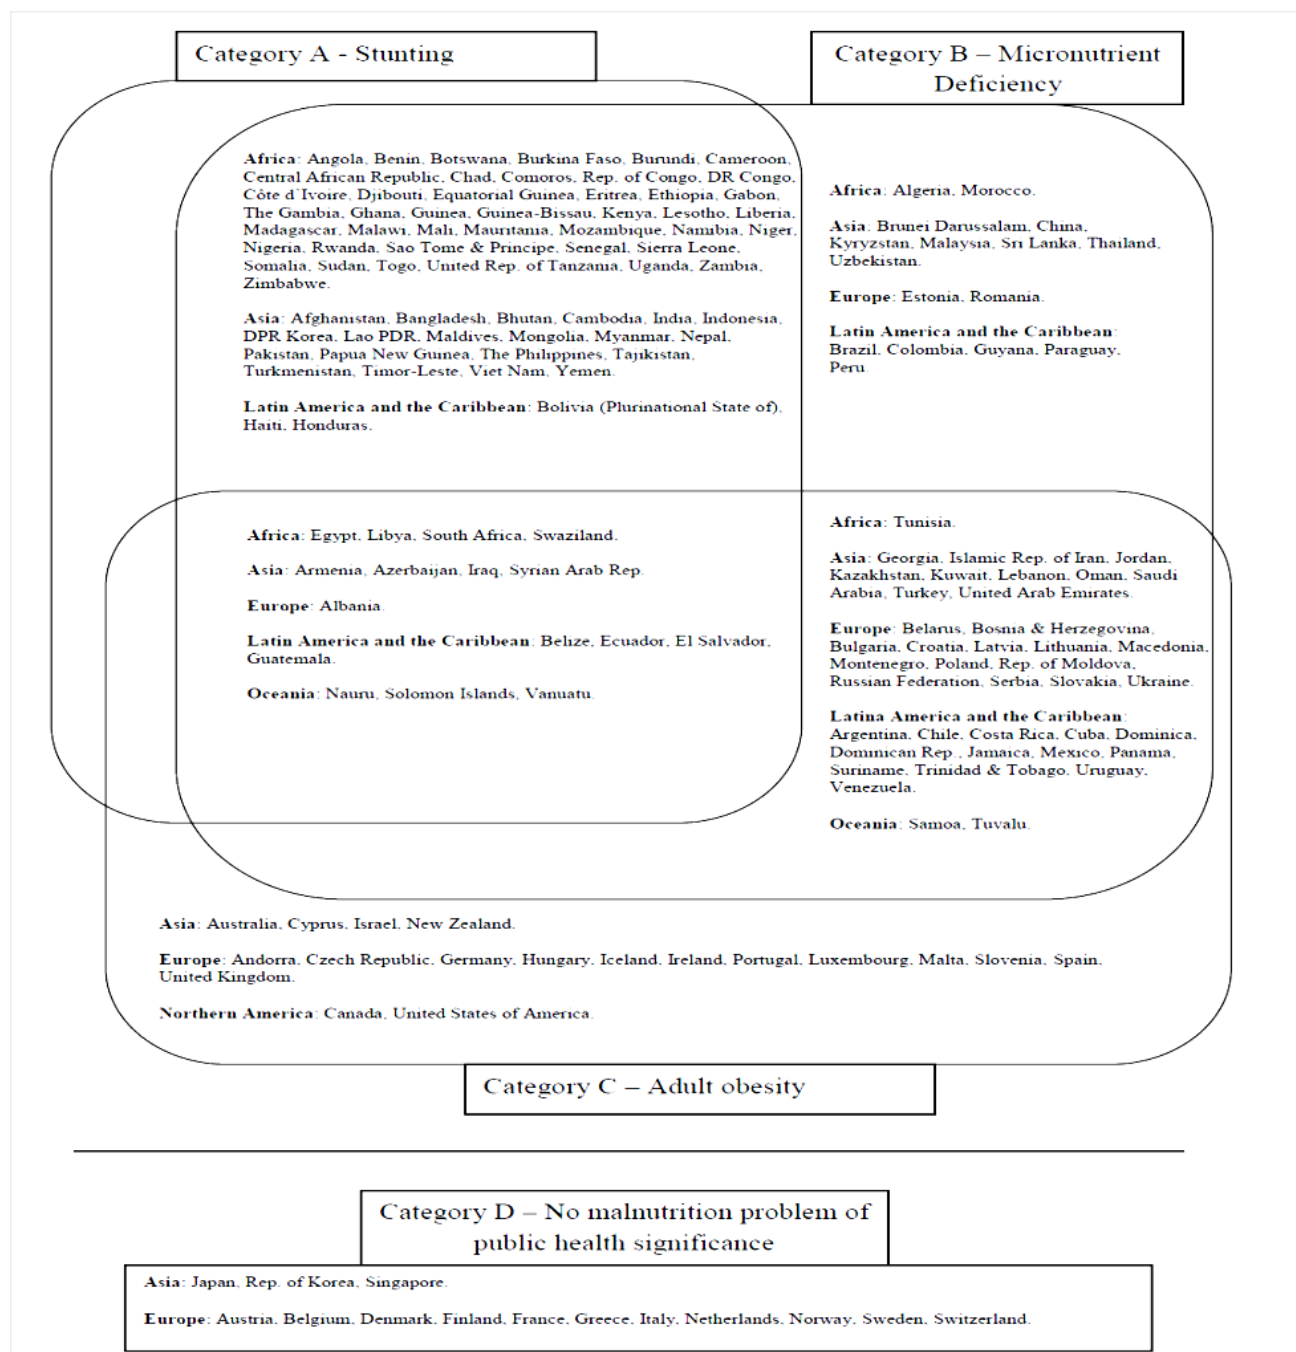 Category A - Stunting
Category B – Micronutrient
Deficiency
Africa: Angola, Benin, Botswana, Burkina Faso, Burundi, Cameroon,
Central African Republic, Chad, Comoros, Rep. of Congo, DR Congo,
Côte d'Ivoire, Djibouti, Equatorial Guinea, Eritrea, Ethiopia, Gabon,
The Gambia, Ghana, Guinea, Guinea-Bissau, Kenya, Lesotho, Liberia,
Madagascar, Malawi, Mali, Mauritania, Mozambique, Namibia, Niger,
Nigeria, Rwanda, Sao Tome & Principe, Senegal, Sierra Leone,
Somalia, Sudan, Togo, United Rep. of Tanzania, Uganda, Zambia,
Zimbabwe.
Asia: Afghanistan, Bangladesh, Bhutan, Cambodia, India, Indonesia,
DPR Korea, Lao PDR, Maldives, Mongolia, Myanmar, Nepal,
Pakistan, Papua New Guinea, The Philippines, Tajikistan,
Turkmenistan, Timor-Leste, Viet Nam, Yemen.
Latin America and the Caribbean: Bolivia (Plurinational State of),
Haiti, Honduras.
Africa: Algeria, Morocco.
Asia: Brunei Darussalam, China,
Kyryzstan, Malaysia, Sri Lanka, Thailand,
Uzbekistan.
Europe: Estonia, Romania.
Latin America and the Caribbean:
Brazil, Colombia, Guyana, Paraguay,
Peru.
Africa: Egypt, Libya, South Africa, Swaziland.
Asia: Armenia, Azerbaijan, Iraq, Syrian Arab Rep.
Europe: Albania.
Latin America and the Caribbean: Belize, Ecuador, El Salvador,
Guatemala.
Oceania: Nauru, Solomon Islands, Vanuatu.
Africa: Tunisia.
Asia: Georgia, Islamic Rep. of Iran, Jordan,
Kazakhstan, Kuwait, Lebanon, Oman, Saudi
Arabia, Turkey, United Arab Emirates.
Europe: Belarus, Bosnia & Herzegovina,
Bulgaria, Croatia, Latvia, Lithuania, Macedonia,
Montenegro, Poland, Rep. of Moldova,
Russian Federation, Serbia, Slovakia, Ukraine.
Latina America and the Caribbean:
Argentina, Chile, Costa Rica, Cuba, Dominica,
Dominican Rep., Jamaica, Mexico, Panama,
Suriname, Trinidad & Tobago, Uruguay,
Venezuela.
Oceania: Samoa, Tuvalu.
Asia: Australia, Cyprus, Israel, New Zealand.
Europe: Andorra, Czech Republic, Germany, Hungary, Iceland, Ireland, Portugal, Luxembourg, Malta, Slovenia, Spain,
United Kingdom.
Northern America: Canada, United States of America.
Category C – Adult obesity
Category D – No malnutrition problem of
public health significance
Asia: Japan, Rep. of Korea, Singapore.
Europe: Austria, Belgium, Denmark, Finland, France, Greece, Italy, Netherlands, Norway, Sweden, Switzerland.